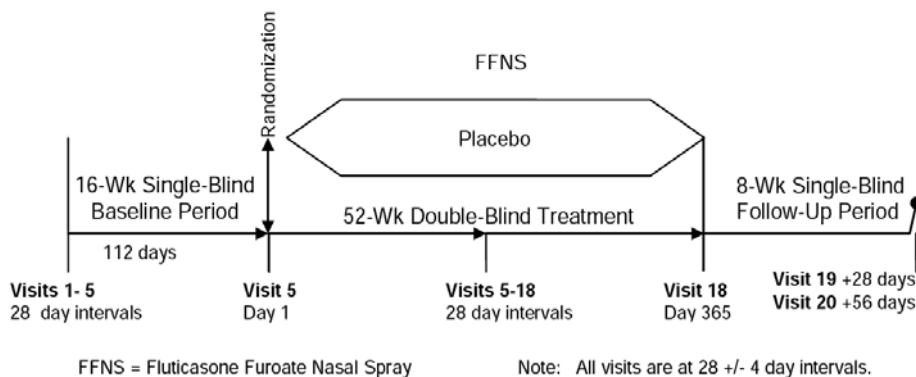 Randomization
FFNS
Placebo
16-Wk Single-Blind
Baseline Period
52-Wk Double-Blind Treatment
8-Wk Single-Blind
Follow-Up Period
112 days
Visits 1- 5
28 day intervals
Visit 5
Day 1
Visits 5-18
28 day intervals
Visit 18
Day 365
Visit 19 +28 days
Visit 20 +56 days
FFNS = Fluticasone Furoate Nasal Spray
Note: All visits are at 28 +/- 4 day intervals.